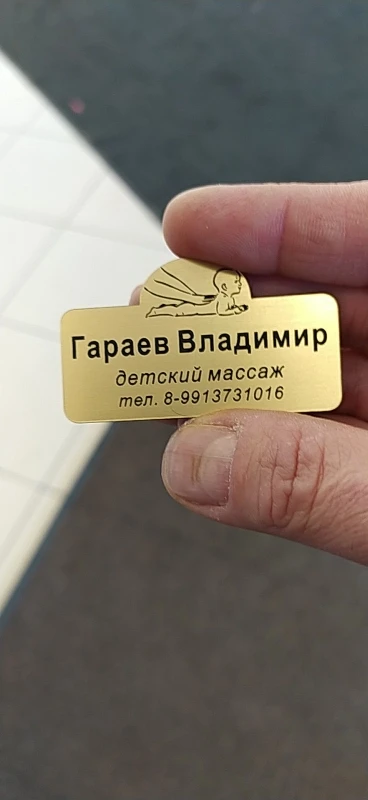 Гараев Владимир
детский массаж
тел. 8-9913731016